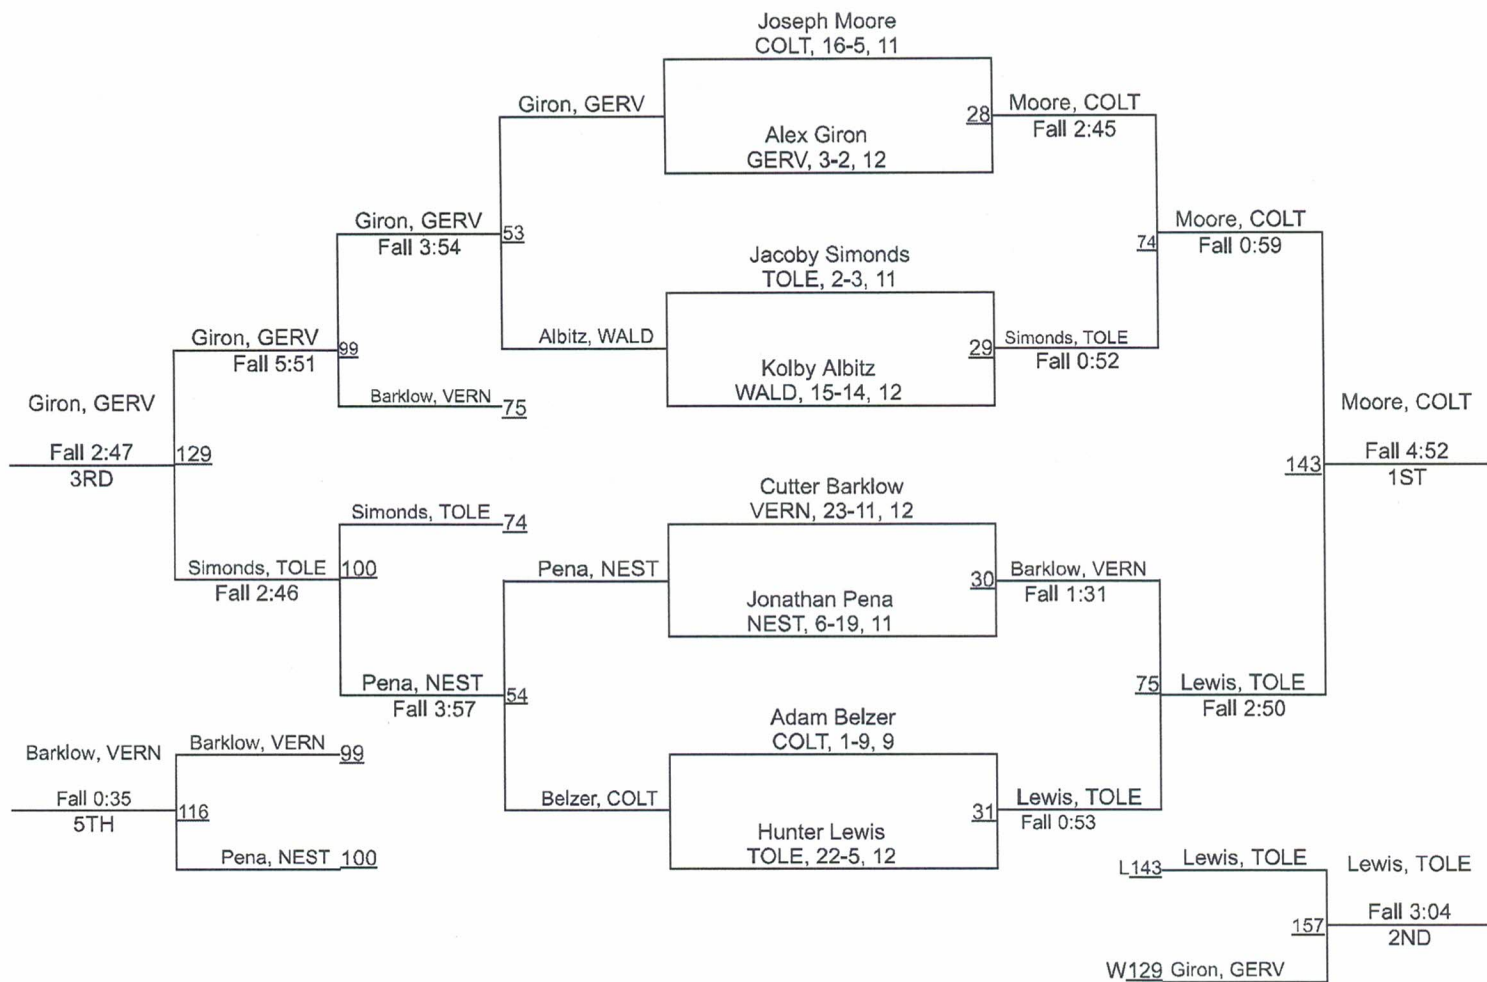 Joseph Moore
COLT, 16-5, 11
Giron, GERV
28
Moore, COLT
Fall 2:45
Alex Giron
GERV, 3-2, 12
Giron, GERV
Fall 3:54
53
Moore, COLT
Fall 0:59
74
Jacoby Simonds
TOLE, 2-3, 11
Giron, GERV
Fall 5:51
99
Albitz, WALD
29
Simonds, TOLE
Fall 0:52
Kolby Albitz
WALD, 15-14, 12
Barklow, VERN
75
Giron, GERV
Fall 2:47
3RD
129
Moore, COLT
Fall 4:52
1ST
143
Cutter Barklow
VERN, 23-11, 12
Simonds, TOLE
74
Simonds, TOLE
Fall 2:46
100
Pena, NEST
30
Barklow, VERN
Fall 1:31
Jonathan Pena
NEST, 6-19, 11
Pena, NEST
Fall 3:57
54
75
Lewis, TOLE
Fall 2:50
Adam Belzer
COLT, 1-9, 9
Barklow, VERN
Barklow, VERN
99
Fall 0:35
5TH
116
Belzer, COLT
31
Lewis, TOLE
Fall 0:53
Hunter Lewis
TOLE, 22-5, 12
Pena, NEST
100
L143
Lewis, TOLE
Lewis, TOLE
Fall 3:04
2ND
157
W129
Giron, GERV